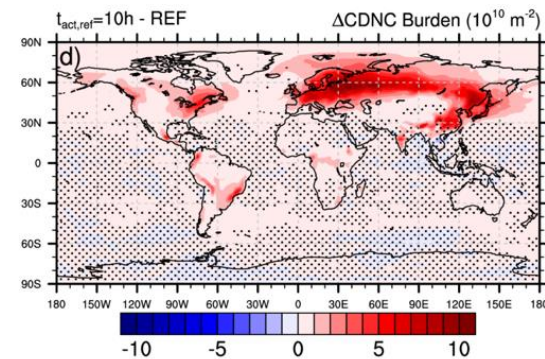 t_act,ref=10h - REF ΔCDNC Burden (10^10 m^-2)
d)
90N
60N
30N
0
30S
60S
90S
180 150W 120W 90W 60W 30W 0 30E 60E 90E 120E 150E 180
-10 -5 0 5 10